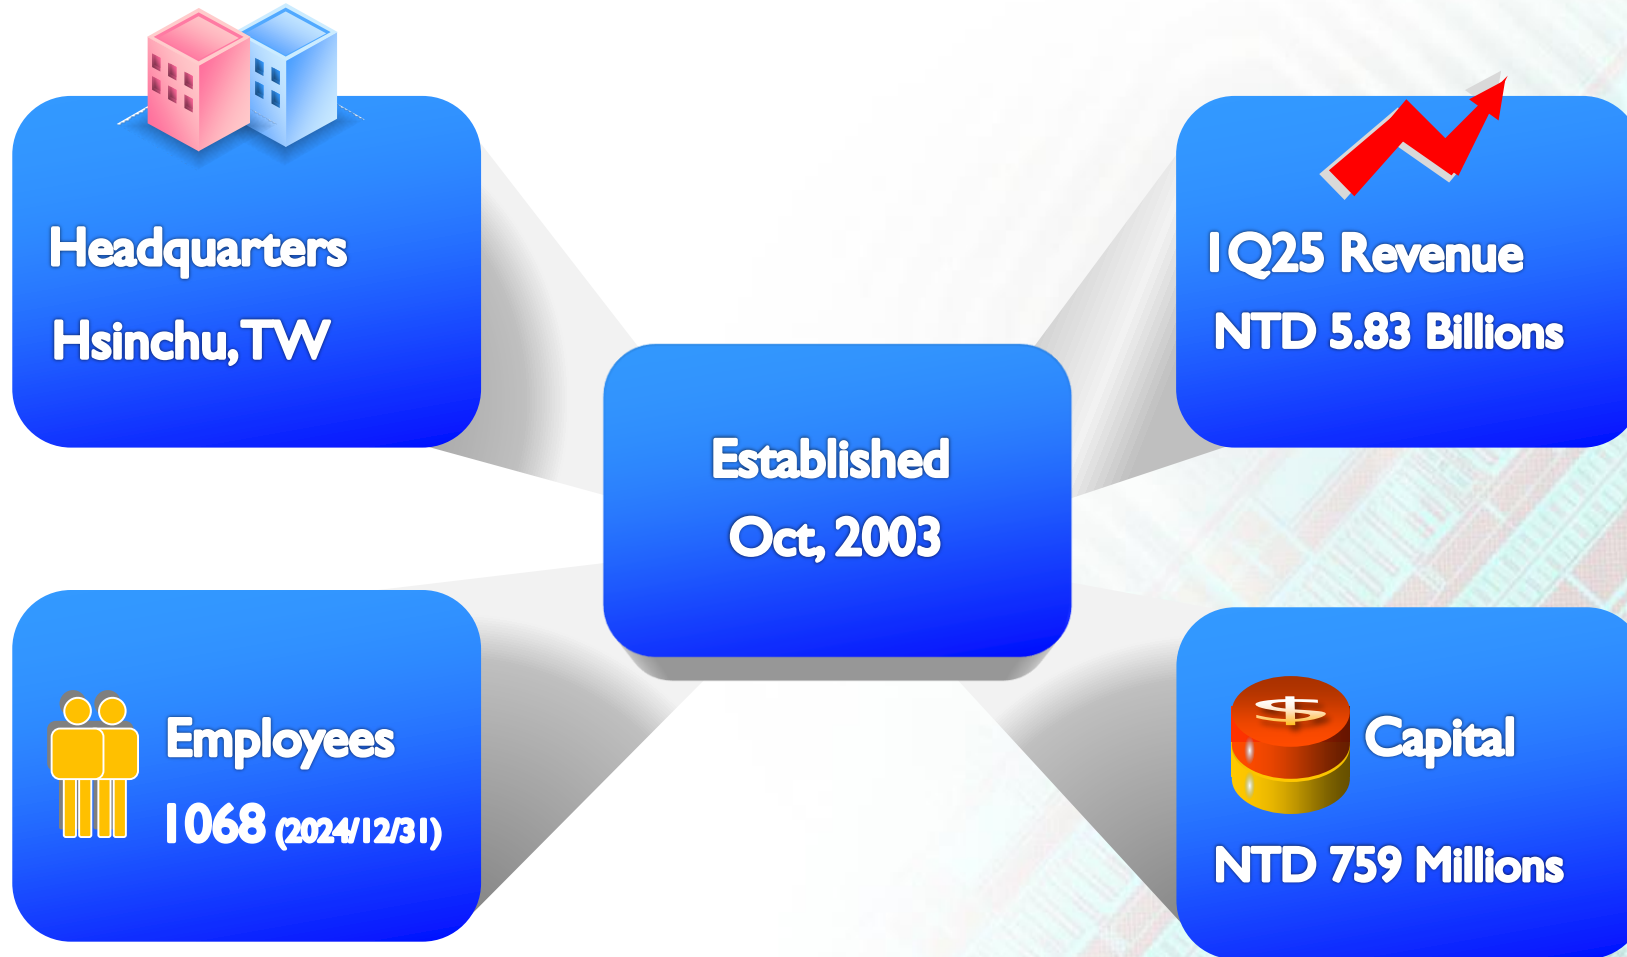 Headquarters
Hsinchu, TW
1Q25 Revenue
NTD 5.83 Billions
Established
Oct, 2003
Employees
1068 (2024/12/31)
$
Capital
NTD 759 Millions